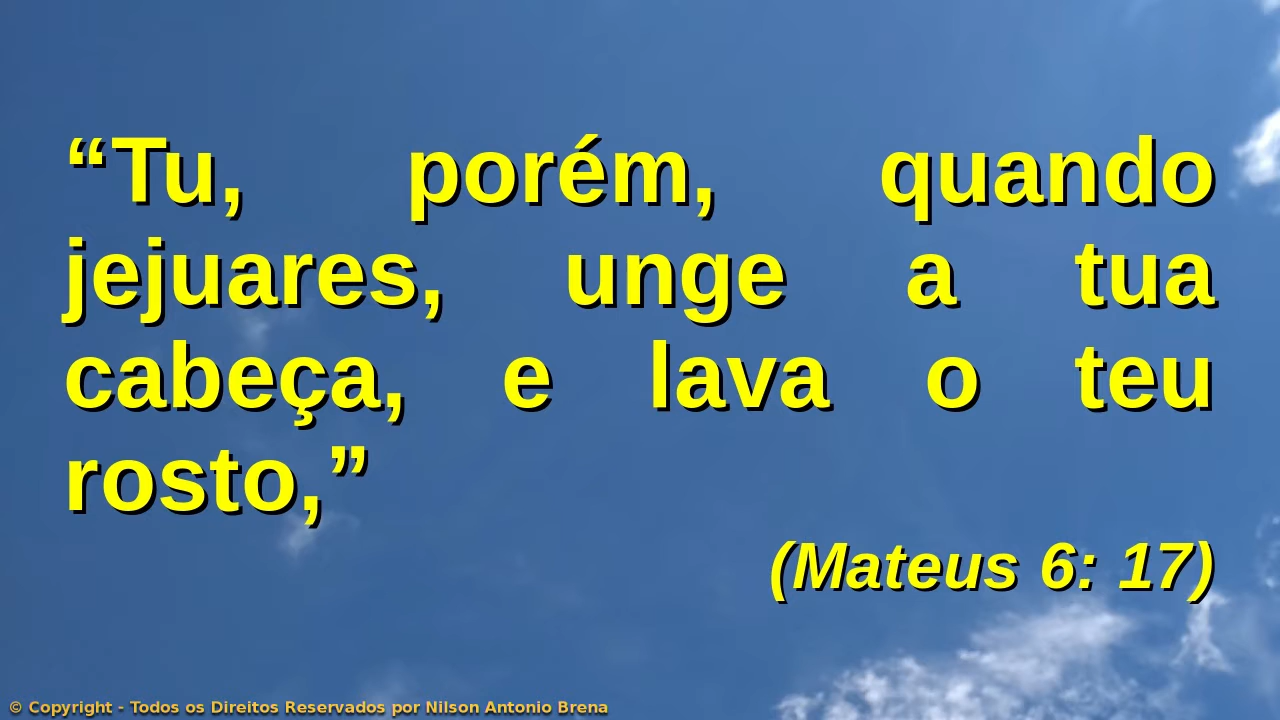 “Tu, porém, quando
jejuares, unge a tua
cabeça, e lava o teu
rosto,”
(Mateus 6: 17)
© Copyright - Todos os Direitos Reservados por Nilson Antonio Brena